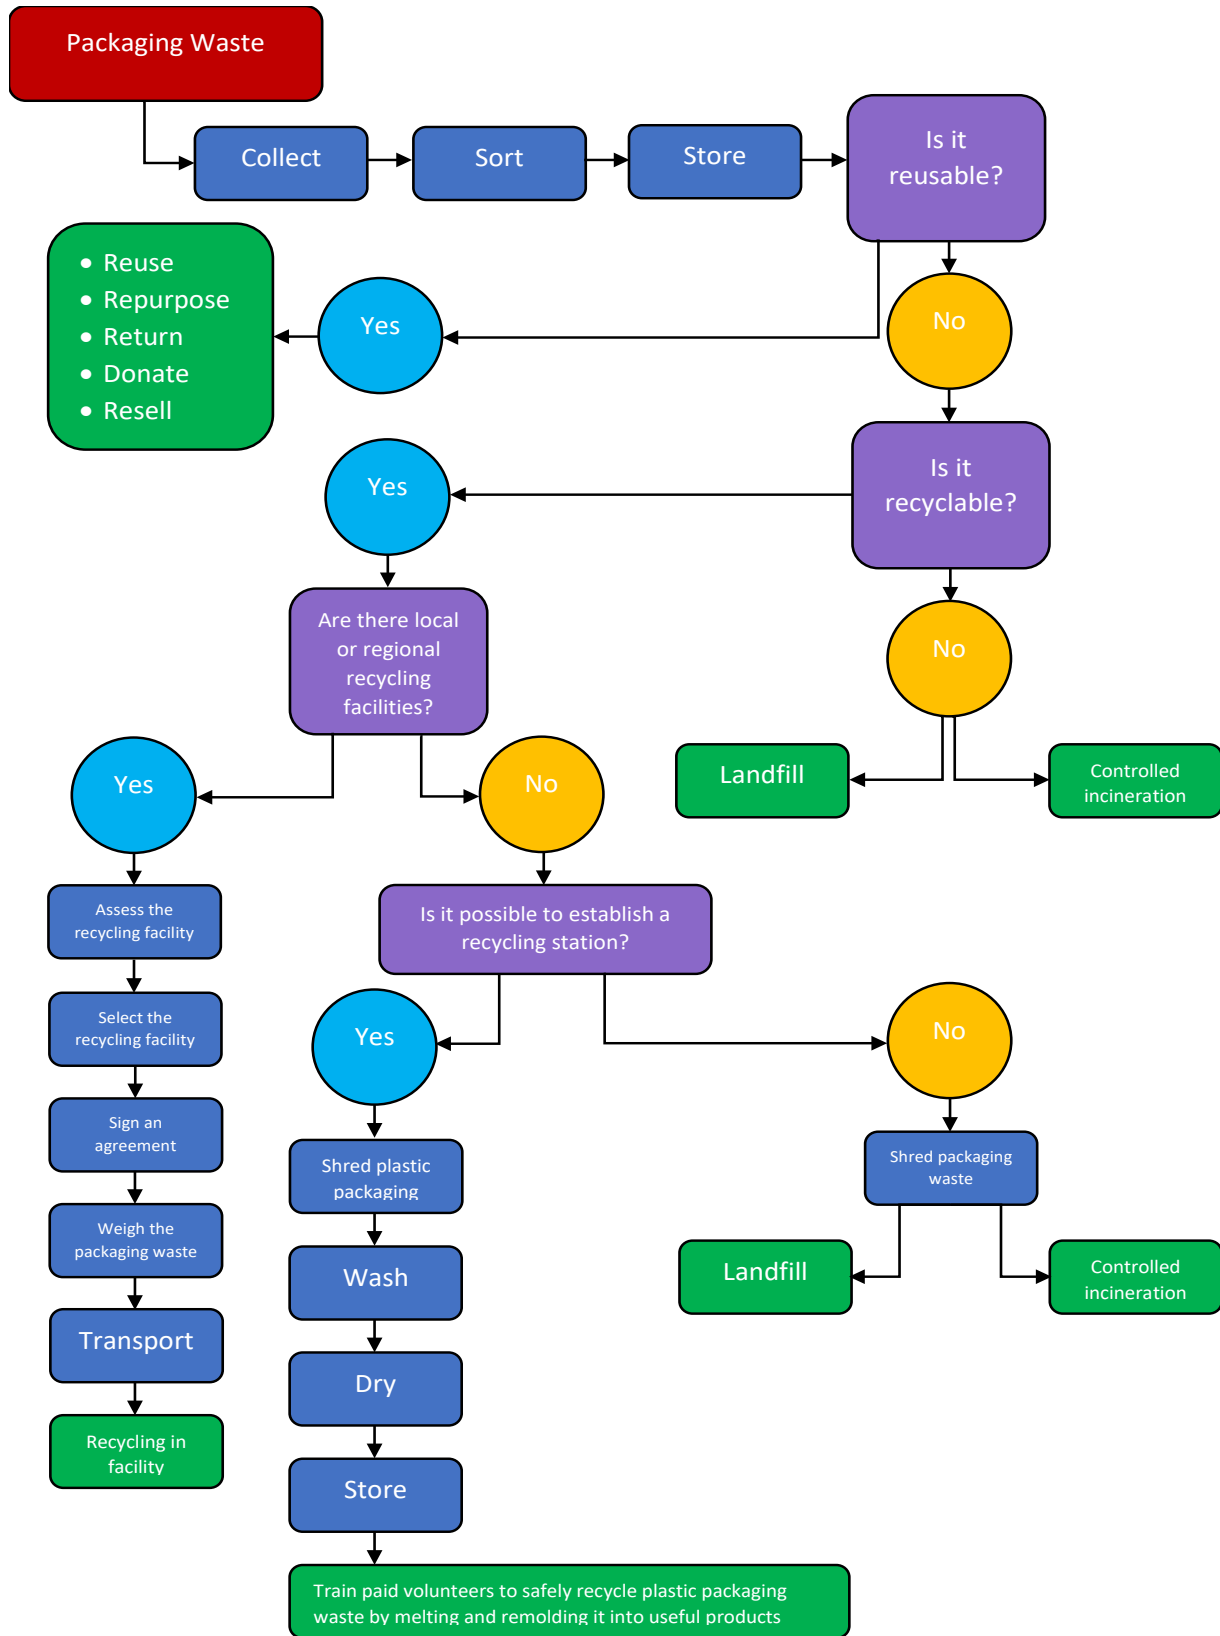 Packaging Waste
Collect
Sort
Store
Is it
reusable?
• Reuse
• Repurpose
• Return
• Donate
• Resell
Yes
No
Yes
Is it
recyclable?
Are there local
or regional
recycling
facilities?
No
Yes
No
Landfill
Controlled
incineration
Assess the
recycling facility
Is it possible to establish a
recycling station?
Select the
recycling facility
Yes
No
Sign an
agreement
Shred plastic
packaging
Shred packaging
waste
Weigh the
packaging waste
Wash
Landfill
Controlled
incineration
Transport
Dry
Recycling in
facility
Store
Train paid volunteers to safely recycle plastic packaging
waste by melting and remolding it into useful products